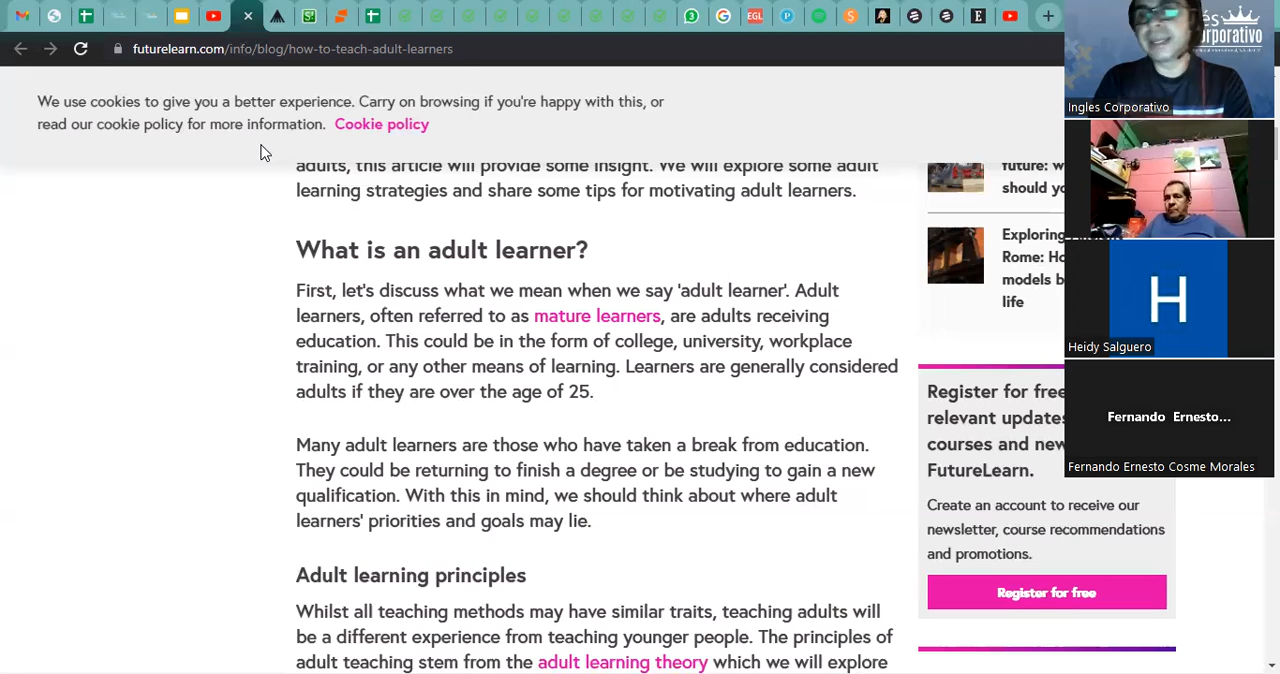 futurelearn.com/info/blog/how-to-teach-adult-learners
We use cookies to give you a better experience. Carry on browsing if you're happy with this, or
read our cookie policy for more information. Cookie policy
adults, this article will provide some insight. We will explore some adult
learning strategies and share some tips for motivating adult learners.
What is an adult learner?
First, let's discuss what we mean when we say 'adult learner'. Adult
learners, often referred to as mature learners, are adults receiving
education. This could be in the form of college, university, workplace
training, or any other means of learning. Learners are generally considered
adults if they are over the age of 25.
Many adult learners are those who have taken a break from education.
They could be returning to finish a degree or be studying to gain a new
qualification. With this in mind, we should think about where adult
learners' priorities and goals may lie.
Adult learning principles
Whilst all teaching methods may have similar traits, teaching adults will
be a different experience from teaching younger people. The principles of
adult teaching stem from the adult learning theory which we will explore
future: w
should yo
Exploring
Rome: Ho
models b
life
Register for free
relevant updates
courses and new
FutureLearn.
Create an account to receive our
newsletter, course recommendations
and promotions.
Register for free
és
orporativo
Ingles Corporativo
H
Heidy Salguero
Fernando Ernesto...
Fernando Ernesto Cosme Morales
EGL